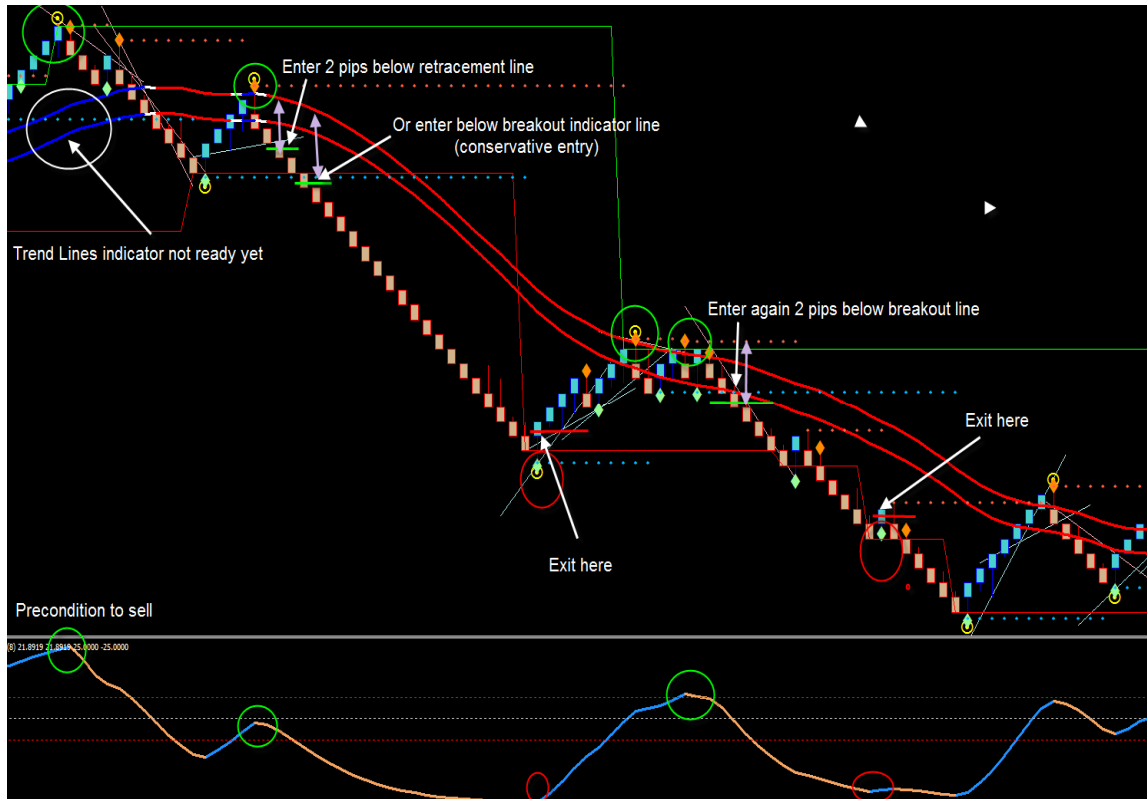 Enter 2 pips below retracement line
Or enter below breakout indicator line
(conservative entry)
Trend Lines indicator not ready yet
Enter again 2 pips below breakout line
Exit here
Exit here
Precondition to sell
(8) 21.8919 21.8919 25.0000 -25.0000